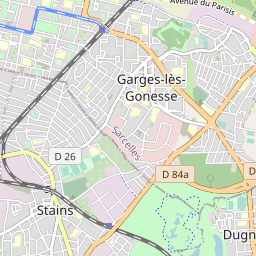 Avenue du Parisis
Garges-lès-
Gonesse
Sarcelles
D 26
D 84a
D
Stains
Dugn